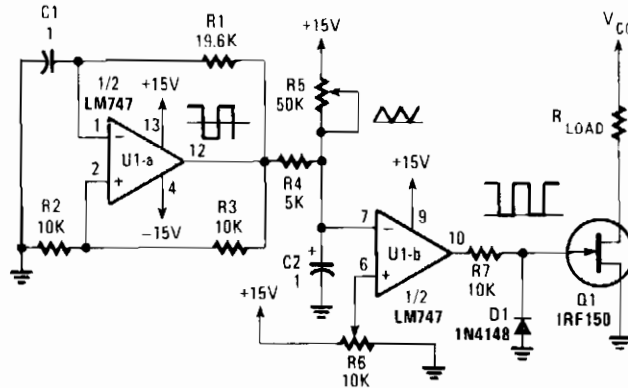 C1
1
R1
19.6K
1/2
LM747
+15V
1
13
U1-a
12
2
4
-15V
R2
10K
R3
10K
+15V
R5
50K
R4
5K
C2
1
+
+15V
7
9
U1-b
10
6
1/2
LM747
+15V
R6
10K
R7
10K
D1
1N4148
R
LOAD
Q1
1RF150